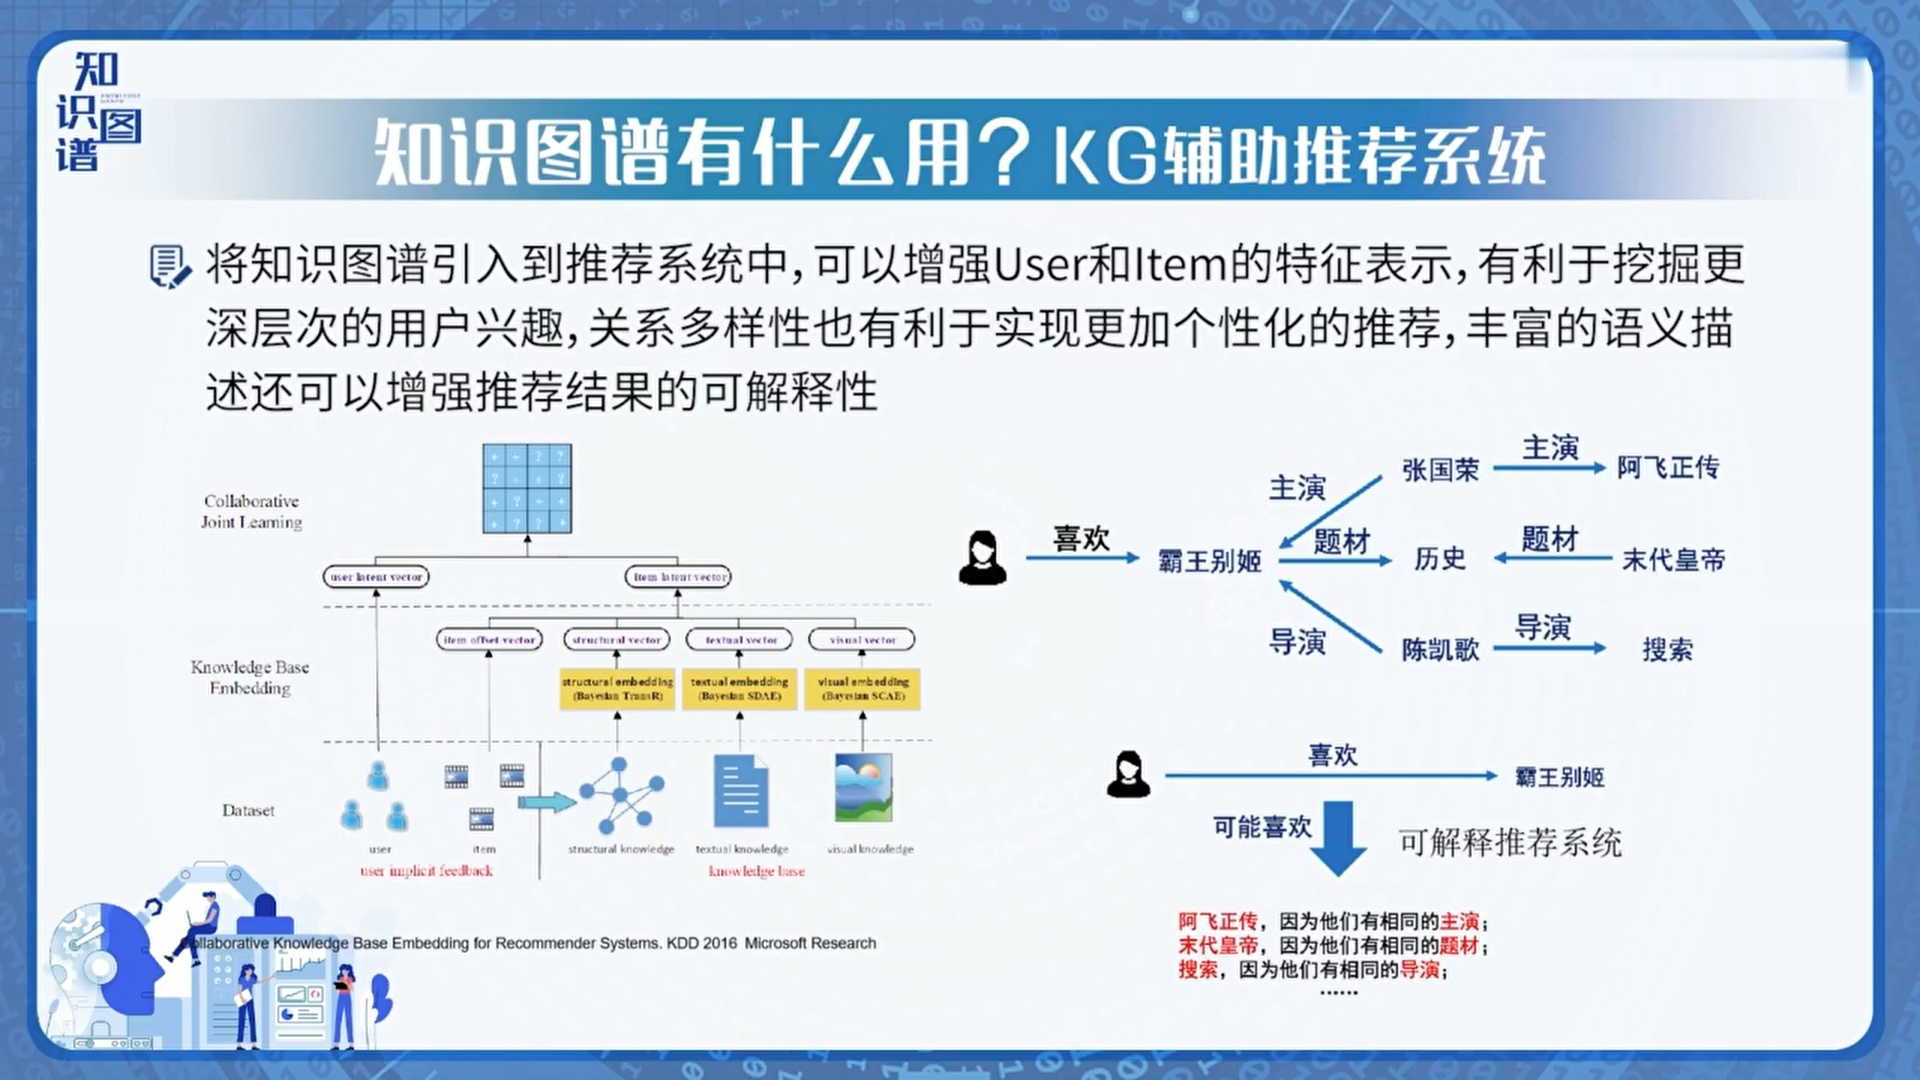 知识图谱
知识图谱有什么用？KG辅助推荐系统
将知识图谱引入到推荐系统中,可以增强User和Item的特征表示,有利于挖掘更
深层次的用户兴趣,关系多样性也有利于实现更加个性化的推荐,丰富的语义描
述还可以增强推荐结果的可解释性
Collaborative
Joint Learning
+ + ? ?
? + + ?
+ ? + +
+ ? ? +
user latent vector
item latent vector
Knowledge Base
Embedding
item offset vector
structural vector
textual vector
visual vector
structural embedding
(Bayesian TransR)
textual embedding
(Bayesian SDAE)
visual embedding
(Bayesian SCAE)
Dataset
user
item
structural knowledge
textual knowledge
visual knowledge
user implicit feedback
knowledge base
Collaborative Knowledge Base Embedding for Recommender Systems. KDD 2016 Microsoft Research
主演
张国荣
主演
阿飞正传
喜欢
霸王别姬
题材
历史
题材
末代皇帝
导演
陈凯歌
导演
搜索
喜欢
霸王别姬
可能喜欢
可解释推荐系统
阿飞正传，因为他们有相同的主演；
末代皇帝，因为他们有相同的题材；
搜索，因为他们有相同的导演；
……